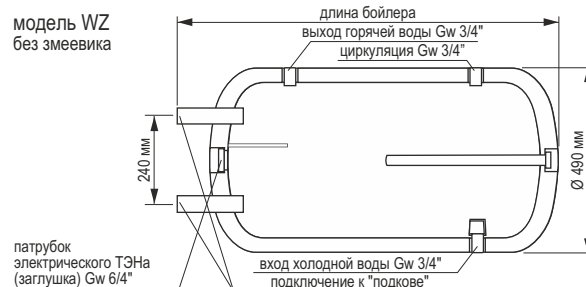 модель WZ
без змеевика
длина бойлера
выход горячей воды Gw 3/4"
циркуляция Gw 3/4"
240 мм
Ø 490 мм
патрубок
электрического ТЭНа
(заглушка) Gw 6/4"
вход холодной воды Gw 3/4"
подключение к "подкове"